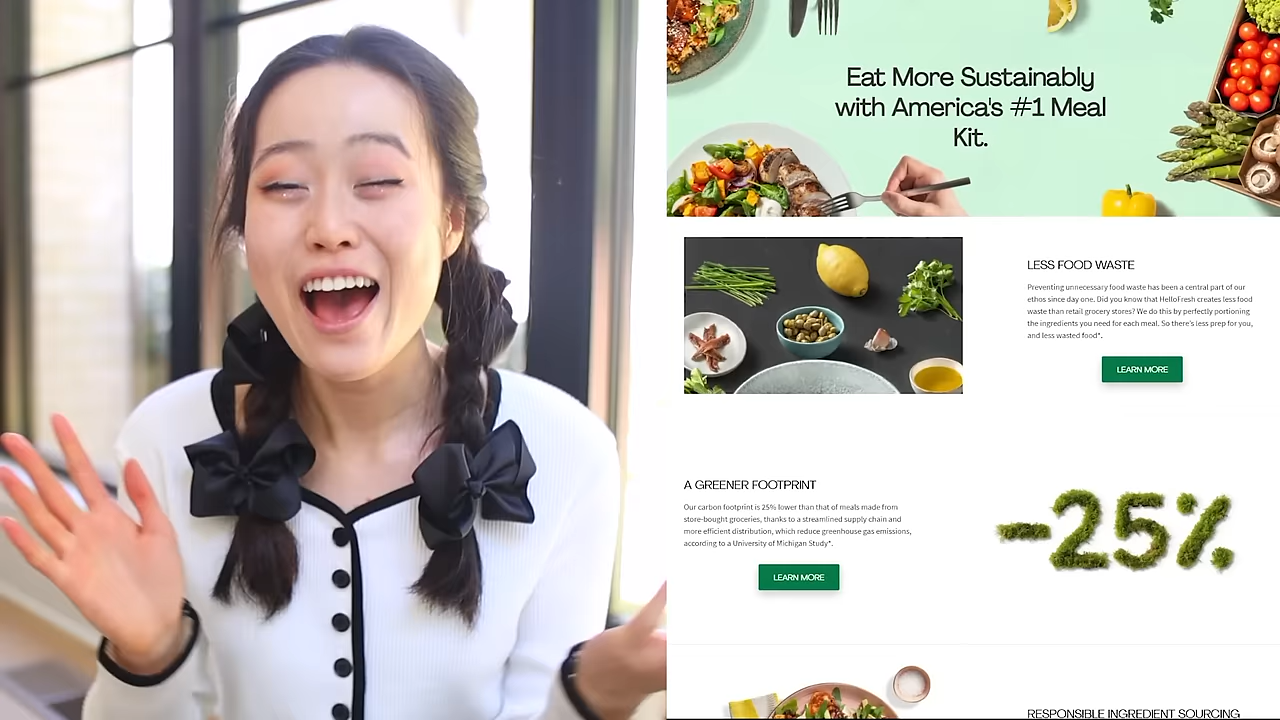 Eat More Sustainably
with America's #1 Meal
Kit.
LESS FOOD WASTE
Preventing unnecessary food waste has been a central part of our
ethos since day one. Did you know that HelloFresh creates less food
waste than retail grocery stores? We do this by perfectly portioning
the ingredients you need for each meal. So there's less prep for you,
and less wasted food*.
LEARN MORE
A GREENER FOOTPRINT
Our carbon footprint is 25% lower than that of meals made from
store-bought groceries, thanks to a streamlined supply chain and
more efficient distribution, which reduce greenhouse gas emissions,
according to a University of Michigan Study*.
LEARN MORE
-25%
RESPONSIBLE INGREDIENT SOURCING